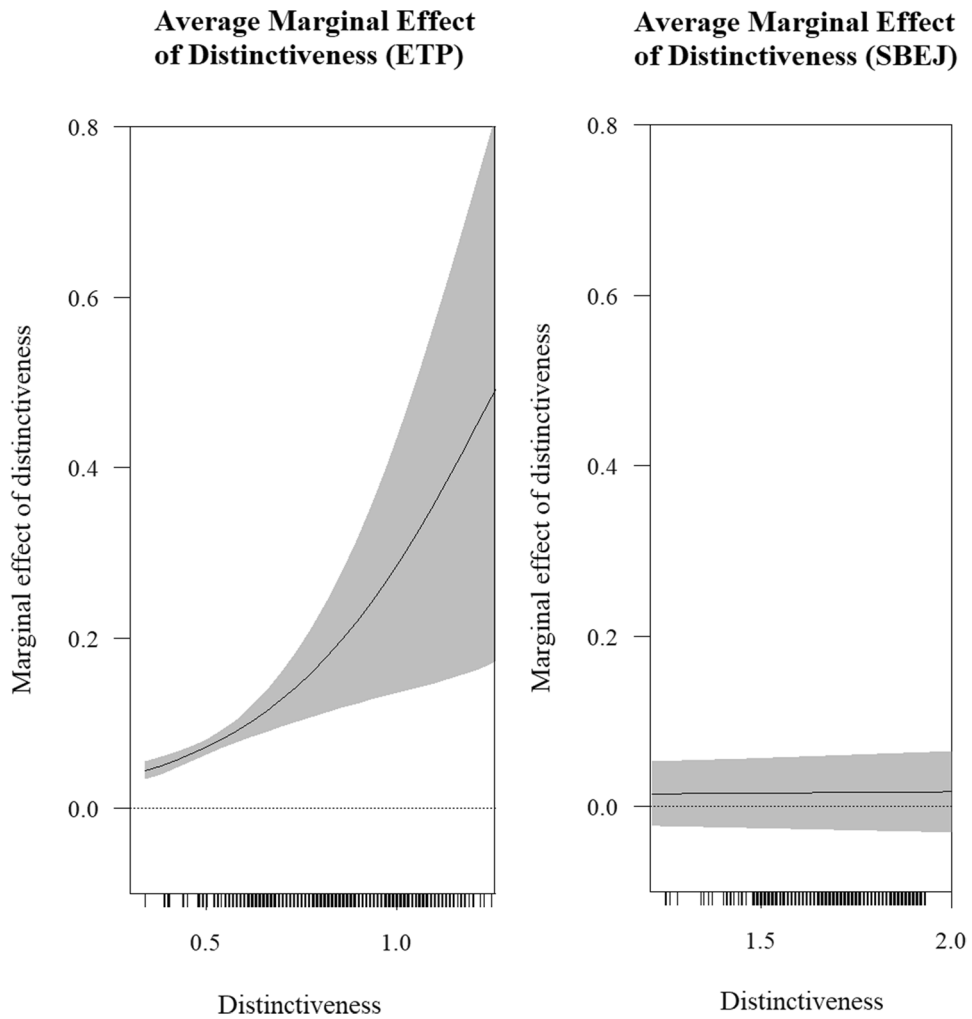 Average Marginal Effect
of Distinctiveness (ETP)
Marginal effect of distinctiveness
0.8
0.6
0.4
0.2
0.0
0.5
1.0
Distinctiveness
Average Marginal Effect
of Distinctiveness (SBEJ)
Marginal effect of distinctiveness
0.8
0.6
0.4
0.2
0.0
1.5
2.0
Distinctiveness